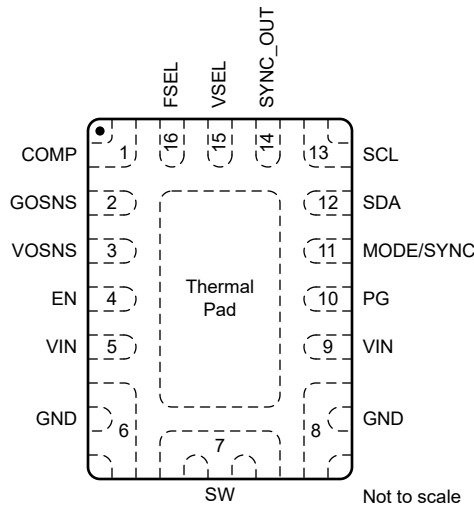 FSEL
VSEL
SYNC_OUT
16
15
14
COMP 1 13 SCL
GOSNS 2 12 SDA
VOSNS 3 11 MODE/SYNC
Thermal
Pad
EN 4 10 PG
VIN 5 9 VIN
GND 6 8 GND
7
SW
Not to scale